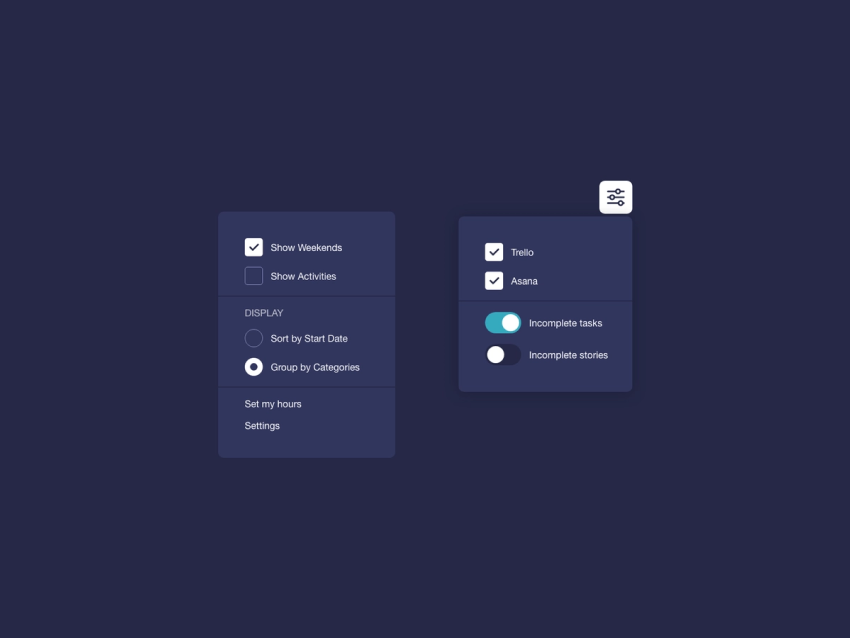 Show Weekends
Show Activities
DISPLAY
Sort by Start Date
Group by Categories
Set my hours
Settings
Trello
Asana
Incomplete tasks
Incomplete stories